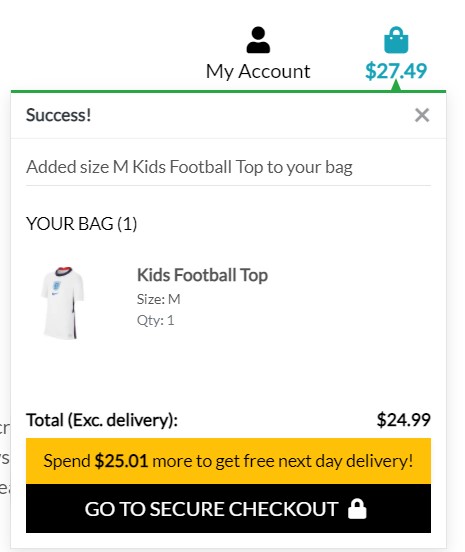 My Account
$27.49
Success!
Added size M Kids Football Top to your bag
YOUR BAG (1)
Kids Football Top
Size: M
Qty: 1
Total (Exc. delivery): $24.99
Spend $25.01 more to get free next day delivery!
GO TO SECURE CHECKOUT